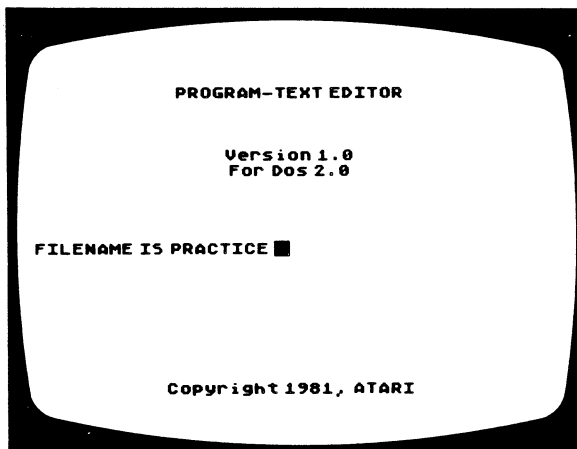 PROGRAM-TEXT EDITOR
Version 1.0
For Dos 2.0
FILENAME IS PRACTICE
Copyright 1981, ATARI